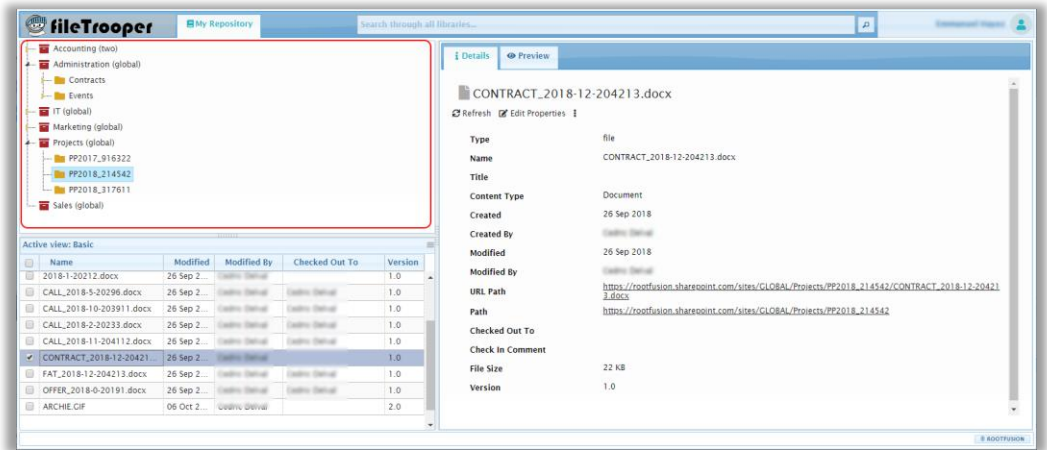 fileTrooper
My Repository
Search through all libraries...
Accounting (two)
Administration (global)
Contracts
Events
IT (global)
Marketing (global)
Projects (global)
PP2017_916322
PP2018_214542
PP2018_317611
Sales (global)
Active view: Basic
Name Modified Modified By Checked Out To Version
2018-1-20212.docx 26 Sep 2... 1.0
CALL_2018-5-20296.docx 26 Sep 2... 1.0
CALL_2018-10-203911.docx 26 Sep 2... 1.0
CALL_2018-2-20233.docx 26 Sep 2... 1.0
CALL_2018-11-204112.docx 26 Sep 2... 1.0
CONTRACT_2018-12-20421... 26 Sep 2... 1.0
FAT_2018-12-204213.docx 26 Sep 2... 1.0
OFFER_2018-0-20191.docx 26 Sep 2... 1.0
ARCHIE.GIF 06 Oct 2... 2.0
Details Preview
CONTRACT_2018-12-204213.docx
Refresh Edit Properties
Type file
Name CONTRACT_2018-12-204213.docx
Title
Content Type Document
Created 26 Sep 2018
Created By
Modified 26 Sep 2018
Modified By
URL Path https://rootfusion.sharepoint.com/sites/GLOBAL/Projects/PP2018_214542/CONTRACT_2018-12-20421
3.docx
Path https://rootfusion.sharepoint.com/sites/GLOBAL/Projects/PP2018_214542
Checked Out To
Check In Comment
File Size 22 KB
Version 1.0
ROOTFUSION